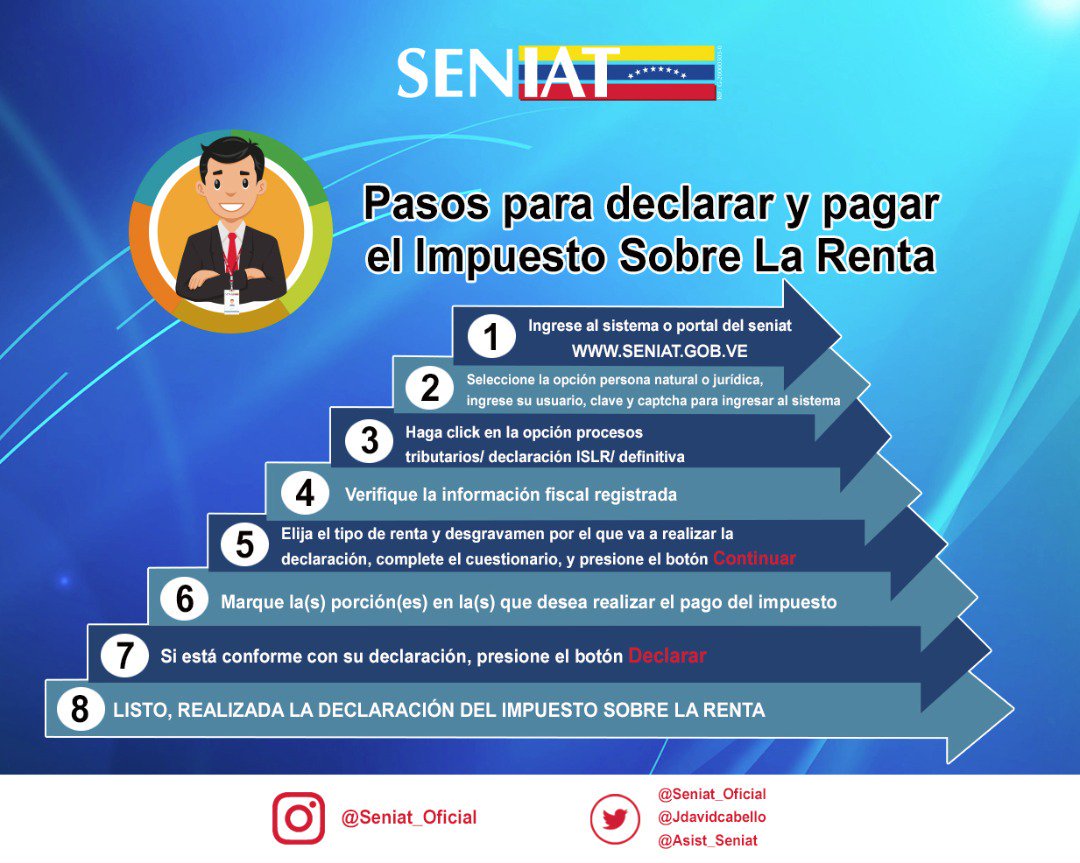 SENIAT
Pasos para declarar y pagar
el Impuesto Sobre La Renta
1
Ingrese al sistema o portal del seniat
WWW.SENIAT.GOB.VE
2
Seleccione la opción persona natural o jurídica,
ingrese su usuario, clave y captcha para ingresar al sistema
3
Haga click en la opción procesos
tributarios/ declaración ISLR/ definitiva
4
Verifique la información fiscal registrada
5
Elija el tipo de renta y desgravamen por el que va a realizar la
declaración, complete el cuestionario, y presione el botón Continuar
6
Marque la(s) porción(es) en la(s) que desea realizar el pago del impuesto
7
Si está conforme con su declaración, presione el botón Declarar
8
LISTO, REALIZADA LA DECLARACIÓN DEL IMPUESTO SOBRE LA RENTA
@Seniat_Oficial
@Seniat_Oficial
@Jdavidcabello
@Asist_Seniat